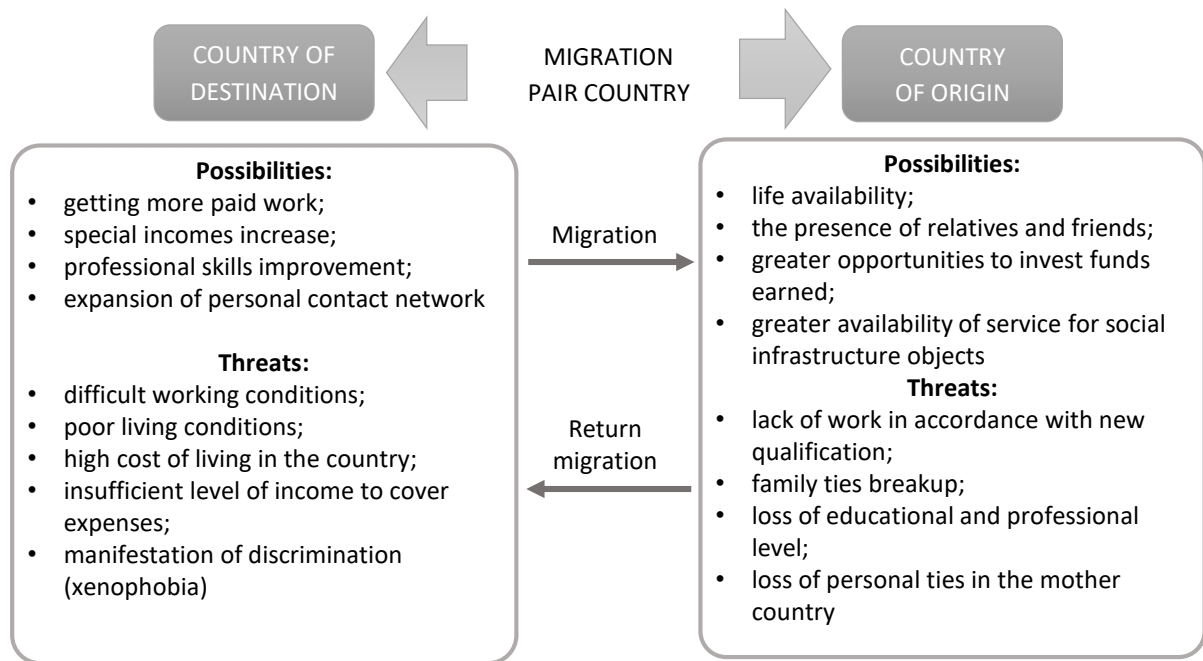 COUNTRY OF
DESTINATION
MIGRATION
PAIR COUNTRY
COUNTRY
OF ORIGIN
Possibilities:
• getting more paid work;
• special incomes increase;
• professional skills improvement;
• expansion of personal contact network
Threats:
• difficult working conditions;
• poor living conditions;
• high cost of living in the country;
• insufficient level of income to cover
expenses;
• manifestation of discrimination
(xenophobia)
Migration
Return
migration
Possibilities:
• life availability;
• the presence of relatives and friends;
• greater opportunities to invest funds
earned;
• greater availability of service for social
infrastructure objects
Threats:
• lack of work in accordance with new
qualification;
• family ties breakup;
• loss of educational and professional
level;
• loss of personal ties in the mother
country